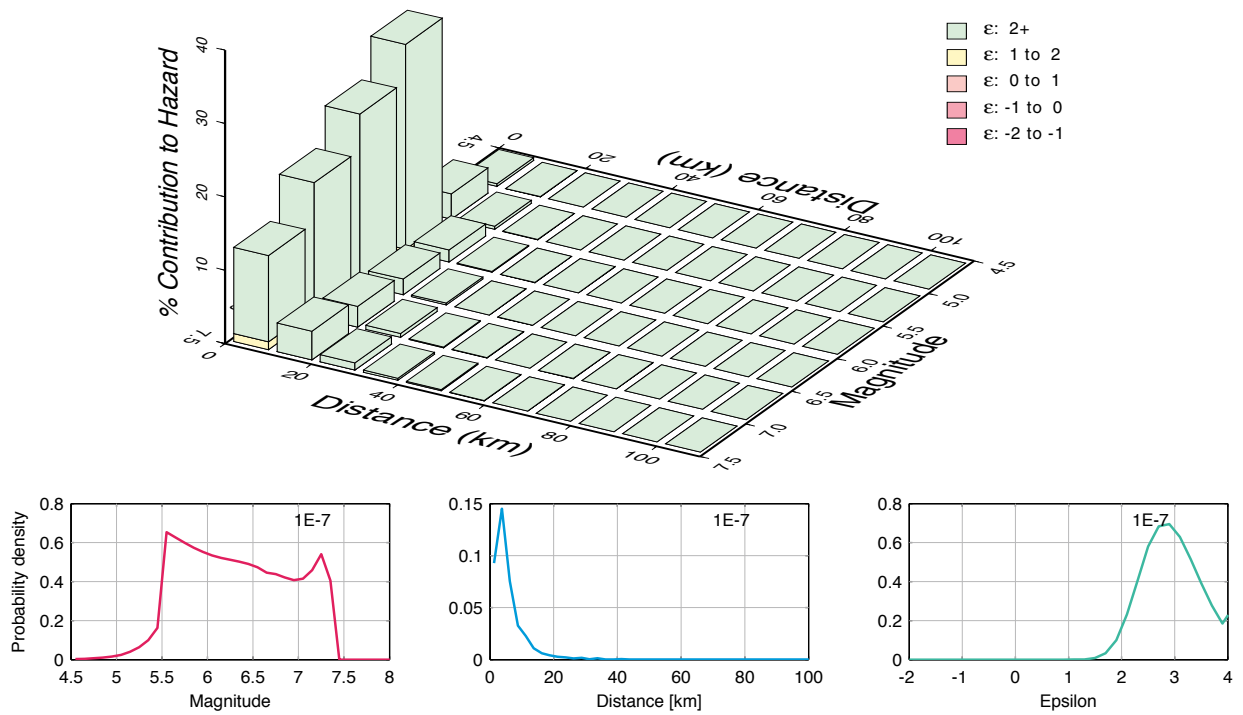 ε: 2+
ε: 1 to 2
ε: 0 to 1
ε: -1 to 0
ε: -2 to -1
% Contribution to Hazard
40
30
20
10
0
7.5
4.5
0
20
40
60
80
100
Distance (km)
4.5
5.0
5.5
6.0
6.5
7.0
7.5
Magnitude
20
40
60
80
100
Distance (km)
Probability density
0.8
0.6
0.4
0.2
0
1E-7
4.5 5 5.5 6 6.5 7 7.5 8
Magnitude
0.15
0.1
0.05
0
1E-7
0 20 40 60 80 100
Distance [km]
0.8
0.6
0.4
0.2
0
1E-7
-2 -1 0 1 2 3 4
Epsilon